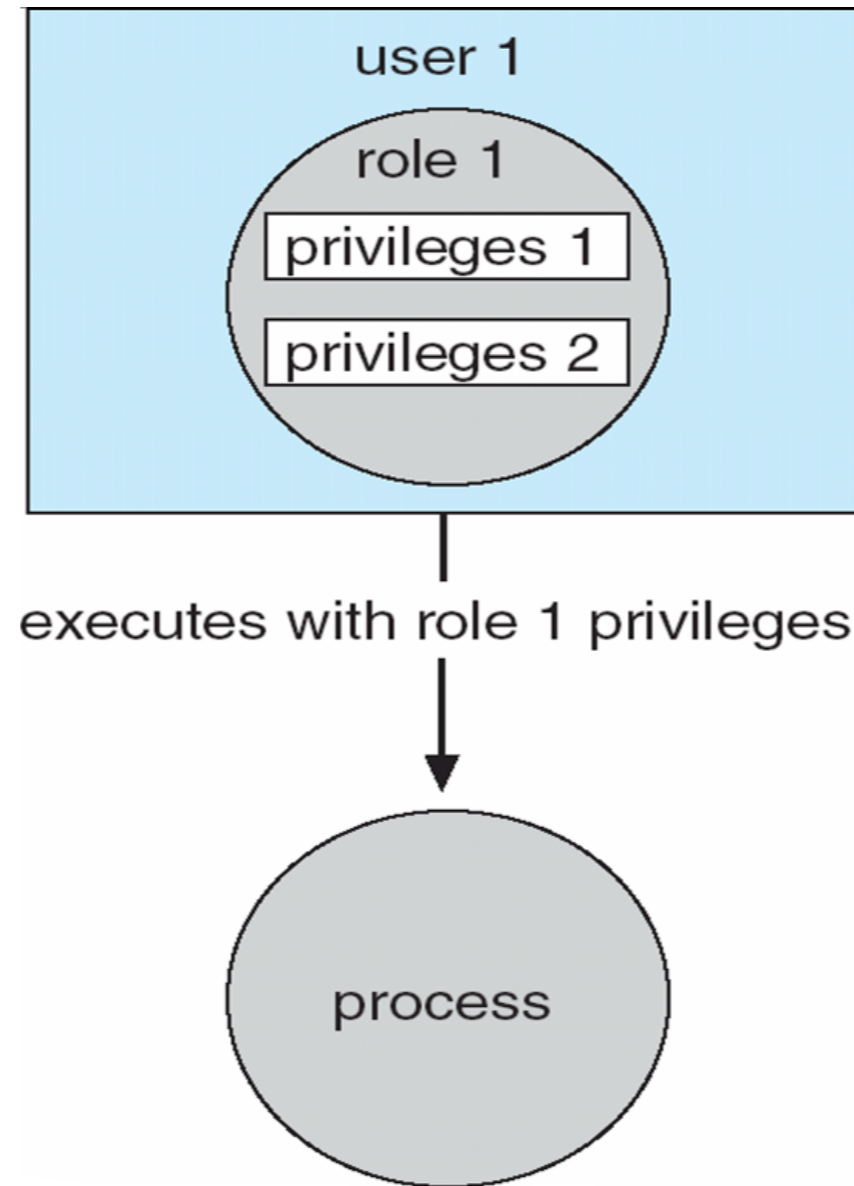 user 1
role 1
privileges 1
privileges 2
executes with role 1 privileges
process